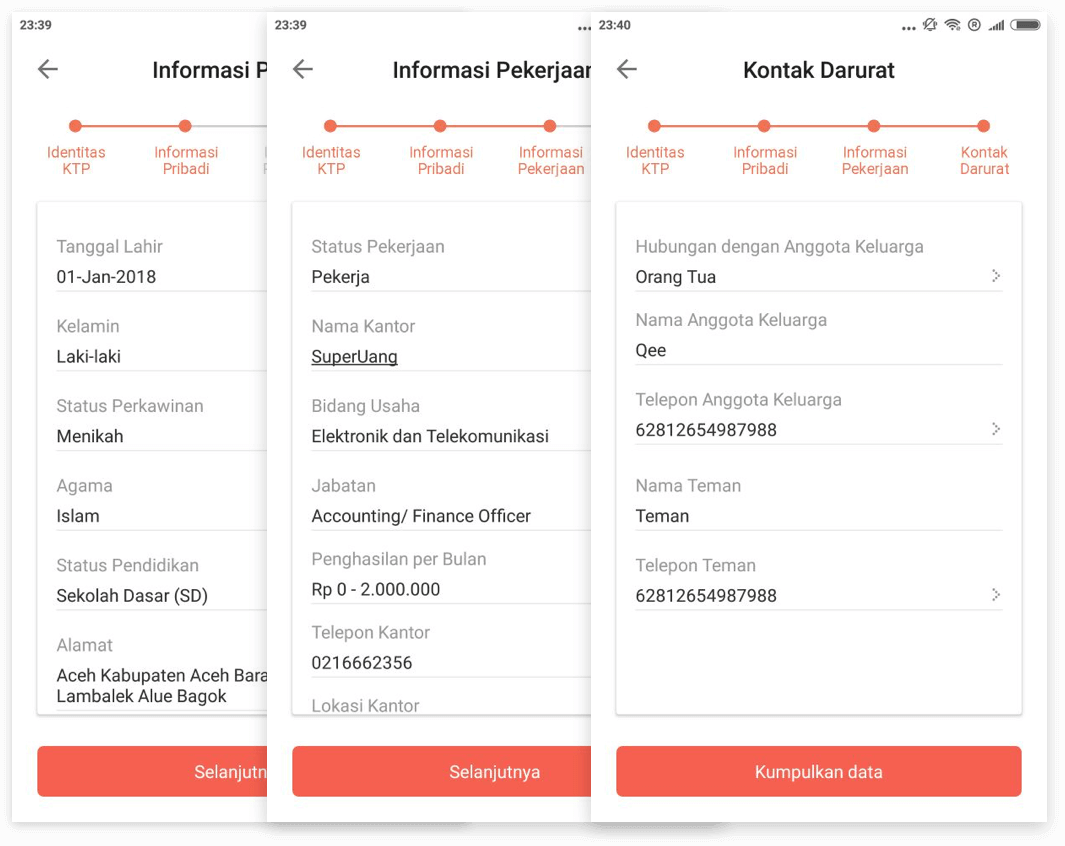 23:39
Informasi P
Identitas
KTP
Informasi
Pribadi
Tanggal Lahir
01-Jan-2018
Kelamin
Laki-laki
Status Perkawinan
Menikah
Agama
Islam
Status Pendidikan
Sekolah Dasar (SD)
Alamat
Aceh Kabupaten Aceh Bara
Lambalek Alue Bagok
Selanjutn
23:39
Informasi Pekerjaan
Identitas
KTP
Informasi
Pribadi
Informasi
Pekerjaan
Status Pekerjaan
Pekerja
Nama Kantor
SuperUang
Bidang Usaha
Elektronik dan Telekomunikasi
Jabatan
Accounting/ Finance Officer
Penghasilan per Bulan
Rp 0 - 2.000.000
Telepon Kantor
0216662356
Lokasi Kantor
Selanjutnya
23:40
Kontak Darurat
Identitas
KTP
Informasi
Pribadi
Informasi
Pekerjaan
Kontak
Darurat
Hubungan dengan Anggota Keluarga
Orang Tua
Nama Anggota Keluarga
Qee
Telepon Anggota Keluarga
62812654987988
Nama Teman
Teman
Telepon Teman
62812654987988
Kumpulkan data